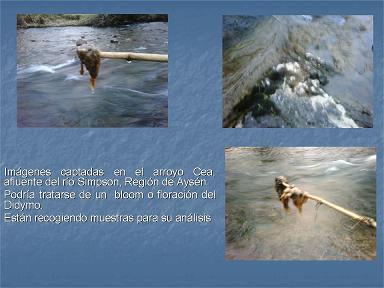 Imágenes captadas en el arroyo Cea,
afluente del río Simpson, Región de Aysén.
Podría tratarse de un bloom o floración del
Dídymo.
Están recogiendo muestras para su análisis